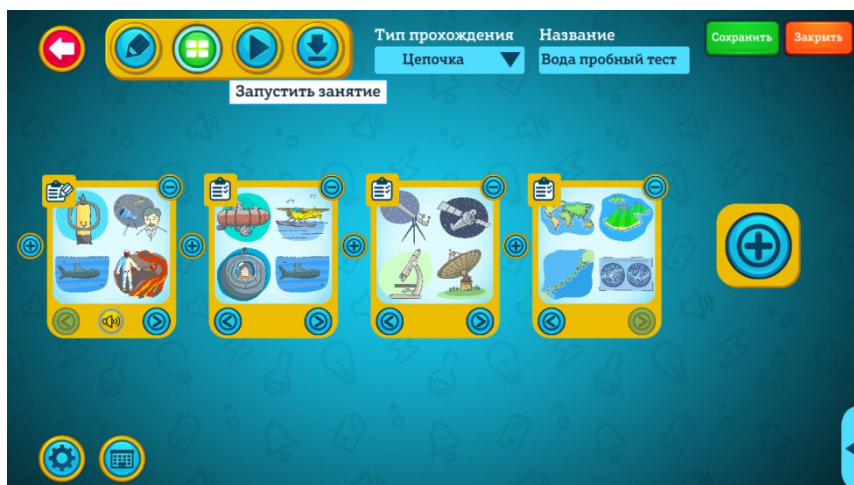 Тип прохождения
Цепочка
Название
Вода пробный тест
Сохранить
Закрыть
Запустить занятие